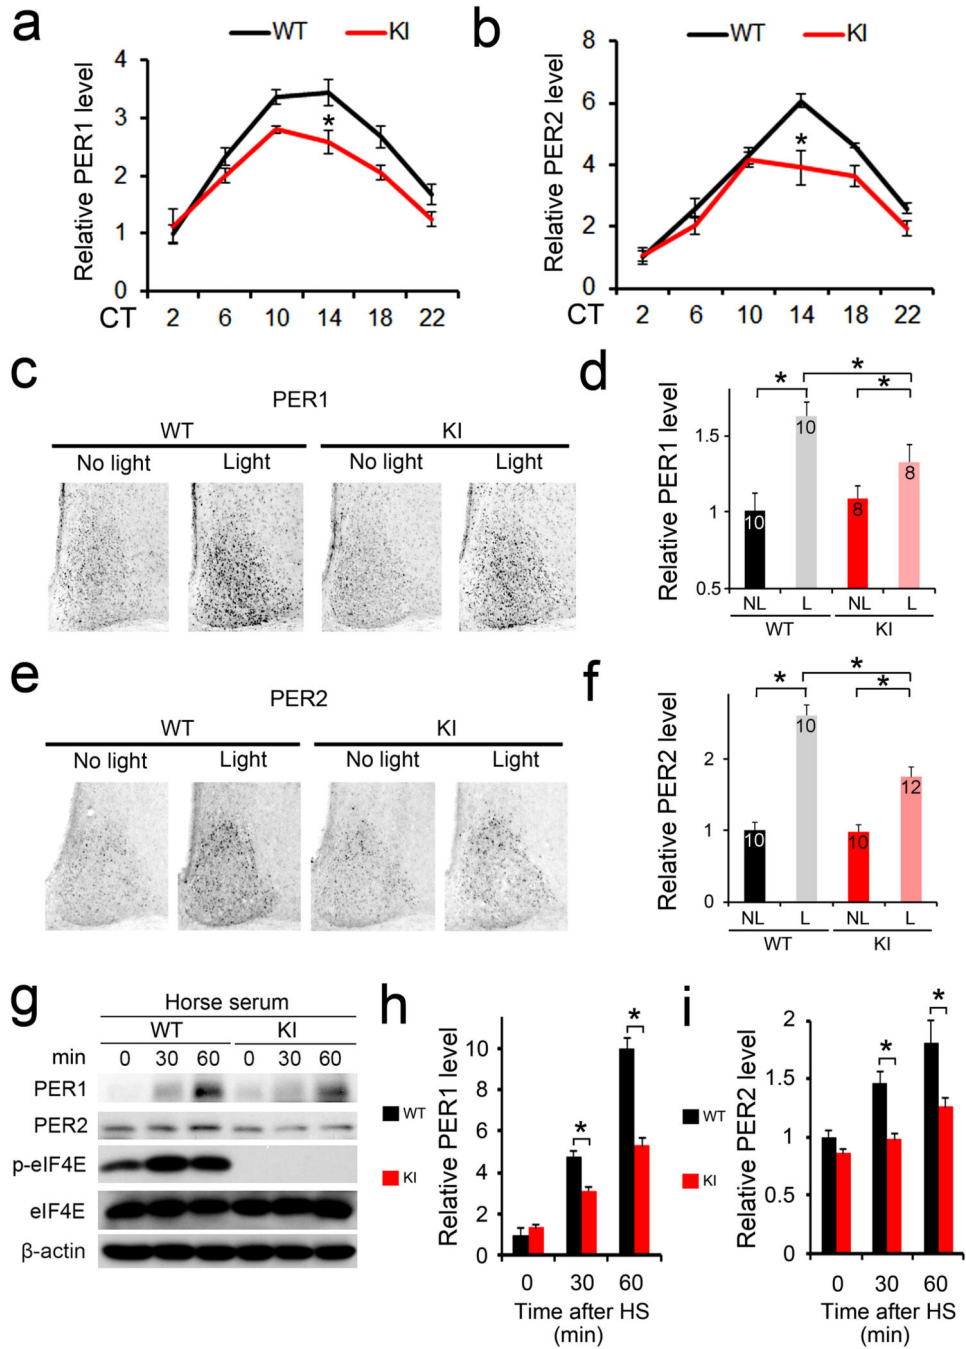 a
WT KI
Relative PER1 level
4
3
2
1
0
*
CT 2 6 10 14 18 22
b
WT KI
Relative PER2 level
8
6
4
2
0
*
CT 2 6 10 14 18 22
c
PER1
WT KI
No light Light No light Light
d
Relative PER1 level
* * *
1.5
1
0.5
10 10 8 8
NL L NL L
WT KI
e
PER2
WT KI
No light Light No light Light
f
Relative PER2 level
* * *
2
1
0
10 10 10 12
NL L NL L
WT KI
g
Horse serum
WT KI
min 0 30 60 0 30 60
PER1
PER2
p-eIF4E
eIF4E
β-actin
h
WT
KI
Relative PER1 level
10
8
6
4
2
0
* *
0 30 60
Time after HS
(min)
i
WT
KI
Relative PER2 level
2
1.5
1
0.5
0
* *
0 30 60
Time after HS
(min)